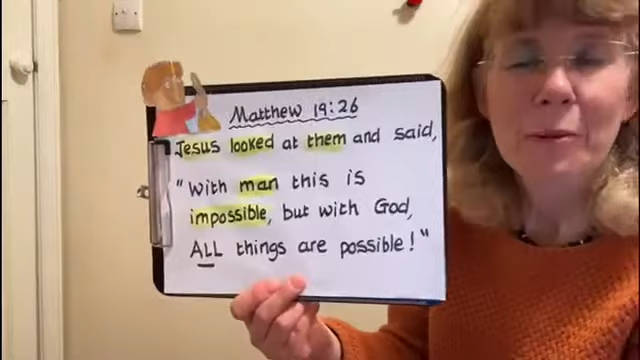 Matthew 19:26
Jesus looked at them and said,
"With man this is
impossible, but with God,
ALL things are possible!"